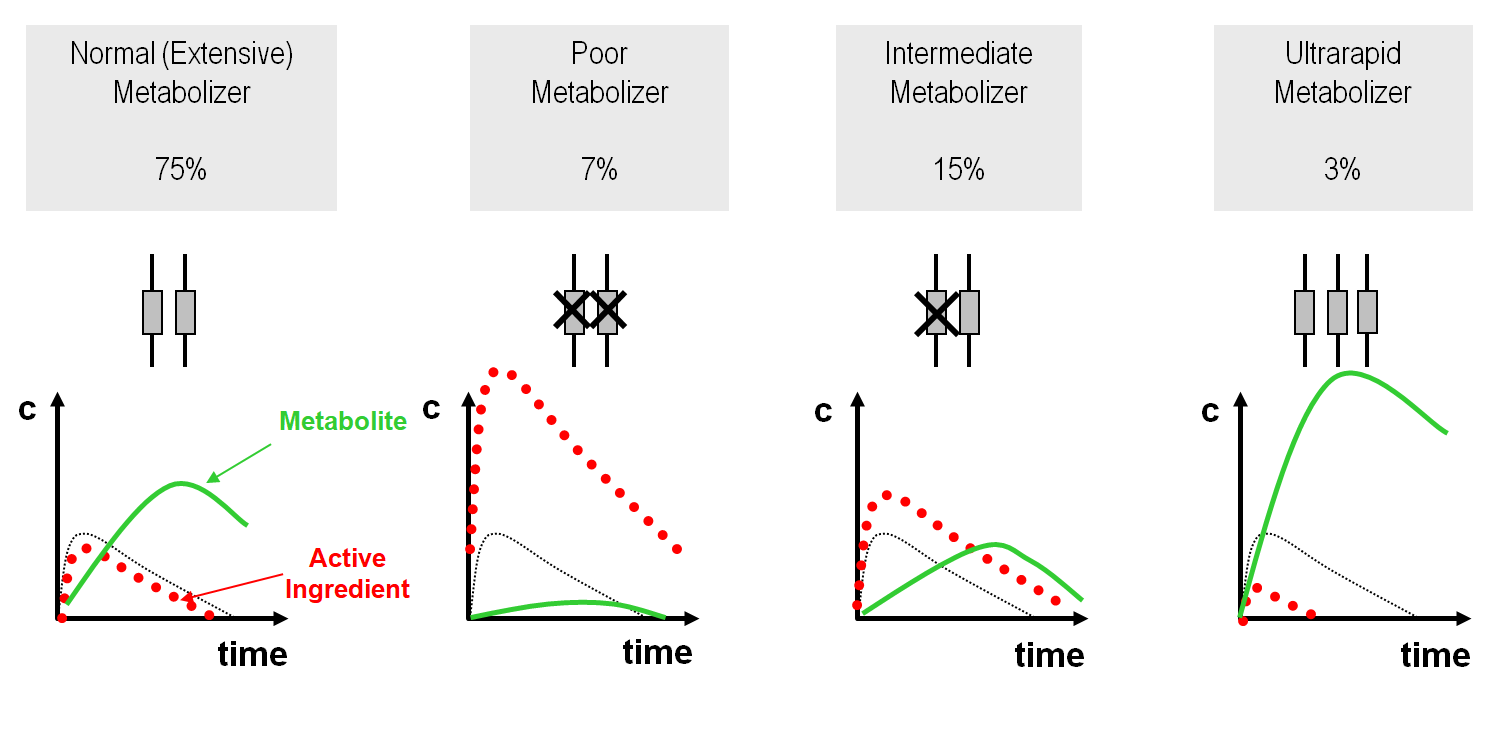 Normal (Extensive)
Metabolizer
75%
Poor
Metabolizer
7%
Intermediate
Metabolizer
15%
Ultrarapid
Metabolizer
3%
c
Metabolite
Active
Ingredient
time
c
time
c
time
c
time